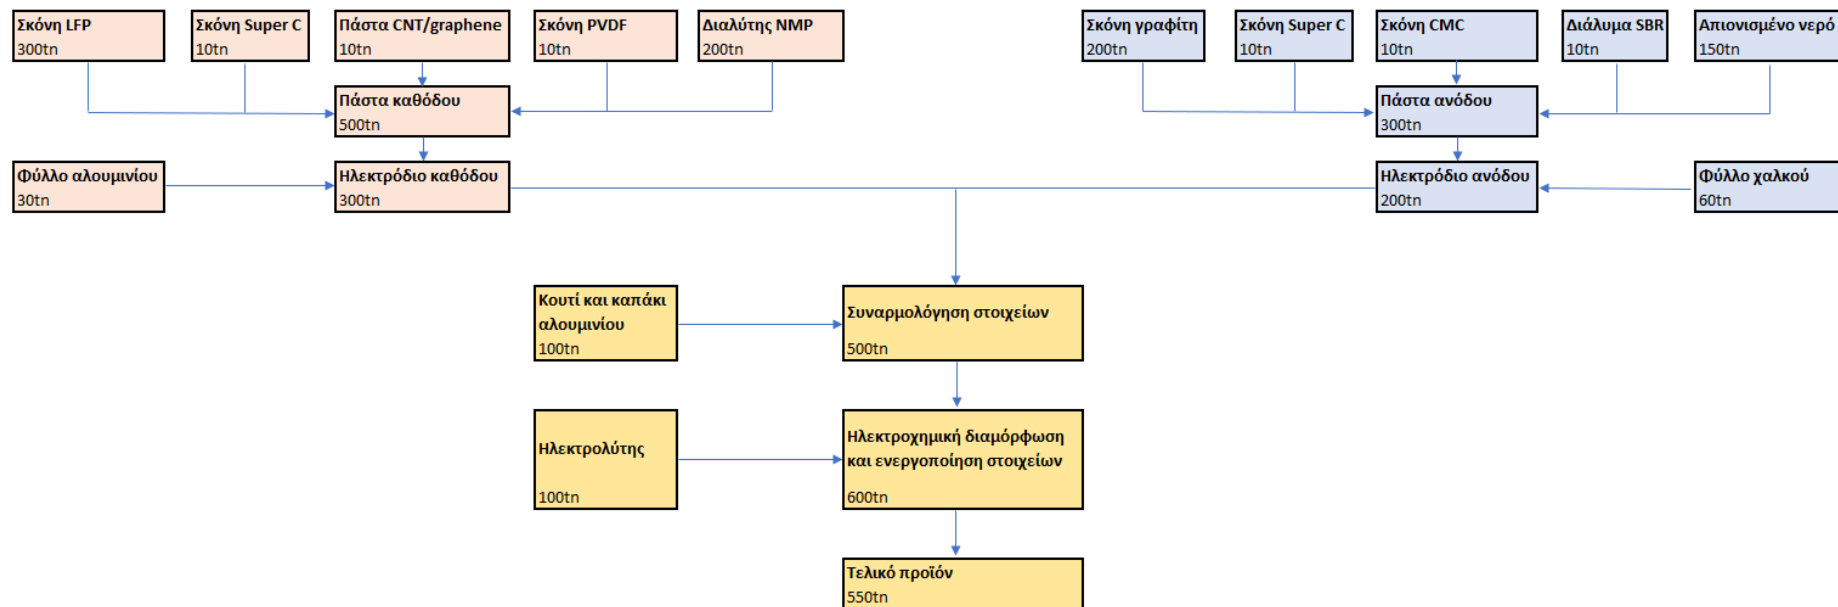 Σκόνη LFP
300tn
Σκόνη Super C
10tn
Πάστα CNT/graphene
10tn
Σκόνη PVDF
10tn
Διαλύτης NMP
200tn
Σκόνη γραφίτη
200tn
Σκόνη Super C
10tn
Σκόνη CMC
10tn
Διάλυμα SBR
10tn
Απιονισμένο νερό
150tn
Πάστα καθόδου
500tn
Πάστα ανόδου
300tn
Φύλλο αλουμινίου
30tn
Ηλεκτρόδιο καθόδου
300tn
Ηλεκτρόδιο ανόδου
200tn
Φύλλο χαλκού
60tn
Κουτί και καπάκι
αλουμινίου
100tn
Συναρμολόγηση στοιχείων
500tn
Ηλεκτρολύτης
100tn
Ηλεκτροχημική διαμόρφωση
και ενεργοποίηση στοιχείων
600tn
Τελικό προϊόν
550tn